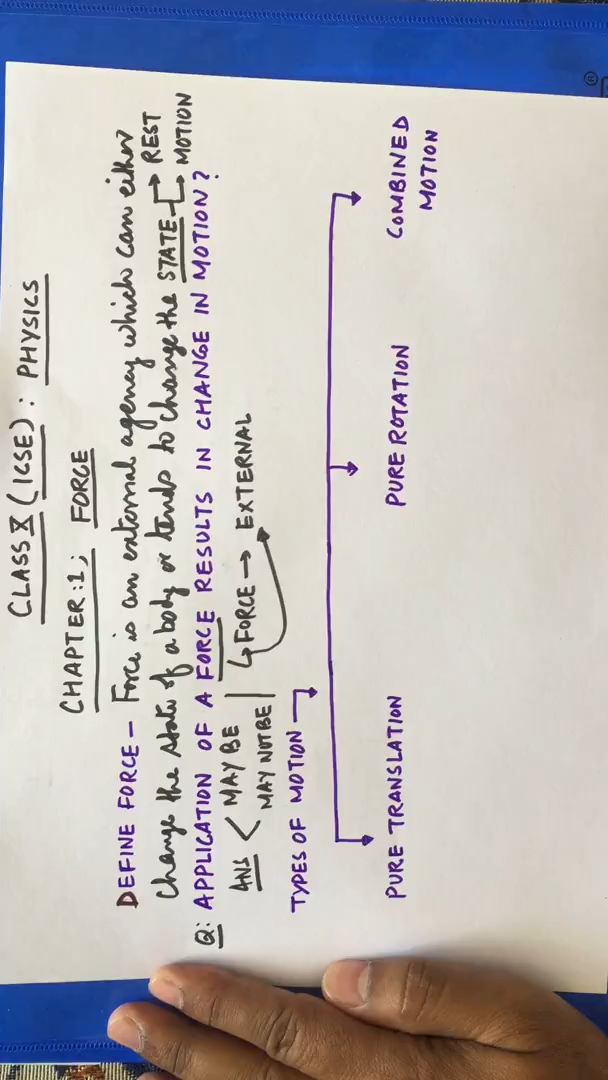 CLASS X (ICSE) : PHYSICS
CHAPTER : 1 ; FORCE
DEFINE FORCE - Force is an external agency which can either
change the state of a body or tends to change the STATE → REST
→ MOTION
Q: APPLICATION OF A FORCE RESULTS IN CHANGE IN MOTION?
ANS < MAY BE
MAY NOT BE
↳ FORCE → EXTERNAL
TYPES OF MOTION
PURE TRANSLATION PURE ROTATION COMBINED
MOTION
®